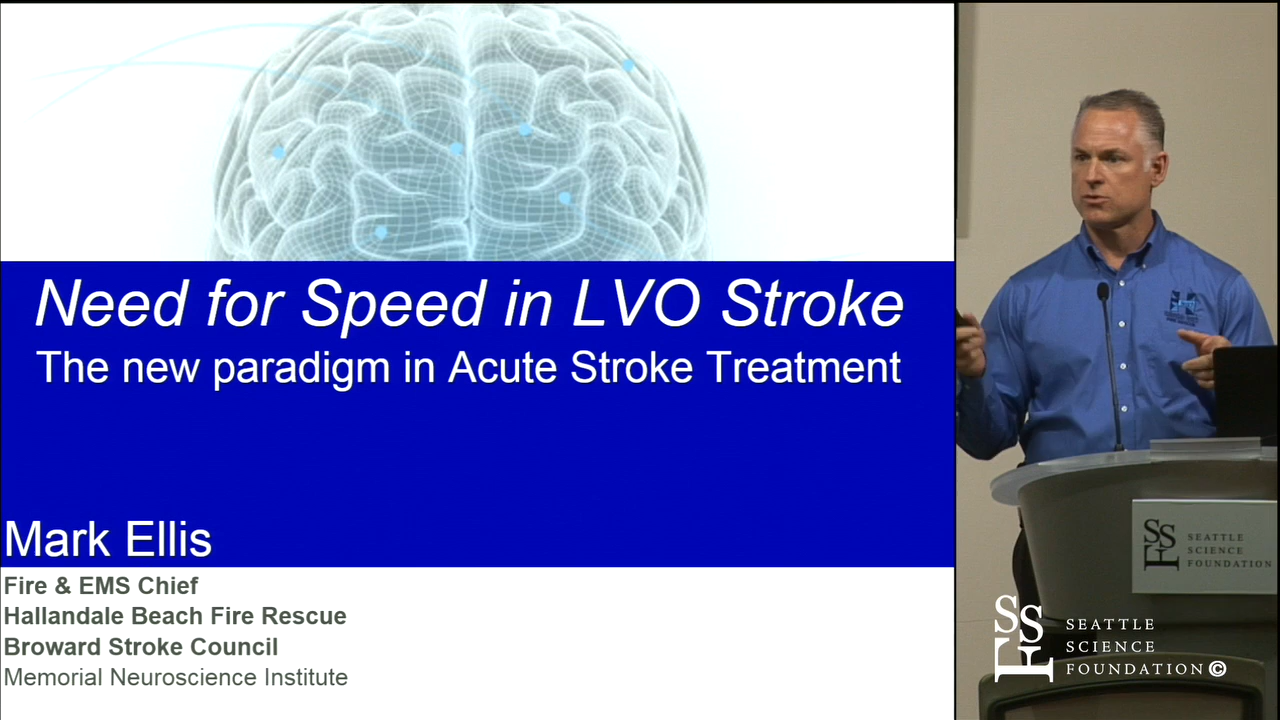 Need for Speed in LVO Stroke
The new paradigm in Acute Stroke Treatment
Mark Ellis
Fire & EMS Chief
Hallandale Beach Fire Rescue
Broward Stroke Council
Memorial Neuroscience Institute
SSF
SEATTLE
SCIENCE
FOUNDATION
SSF
SEATTLE
SCIENCE
FOUNDATION©